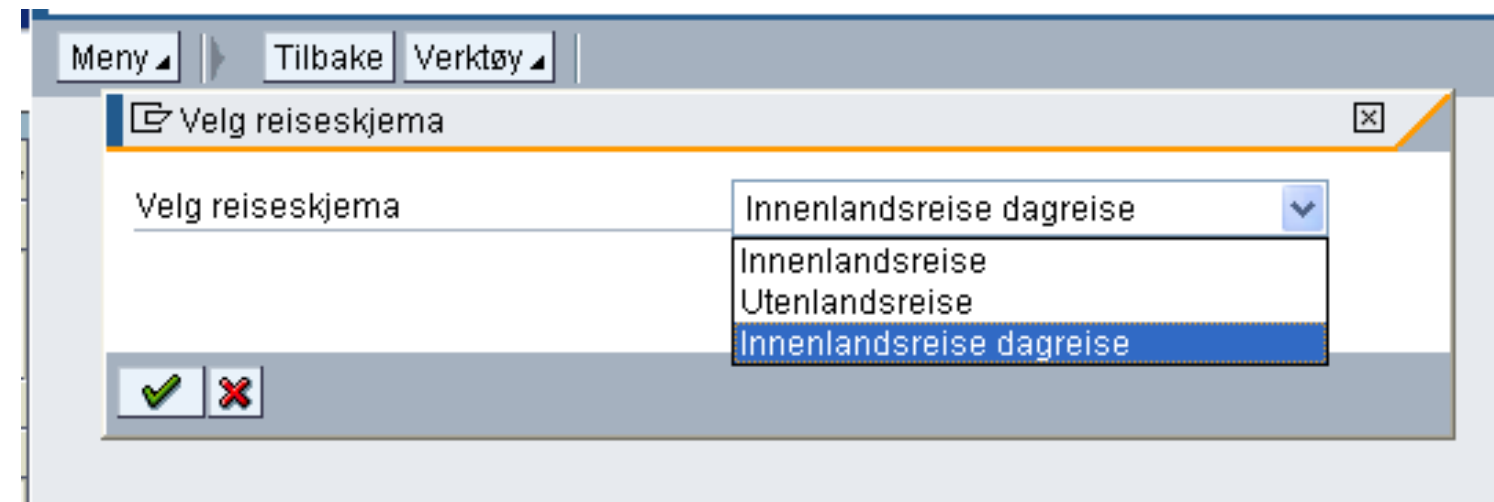 Meny Tilbake Verktøy
Velg reiseskjema
Velg reiseskjema Innenlandsreise dagreise
Innenlandsreise
Utenlandsreise
Innenlandsreise dagreise